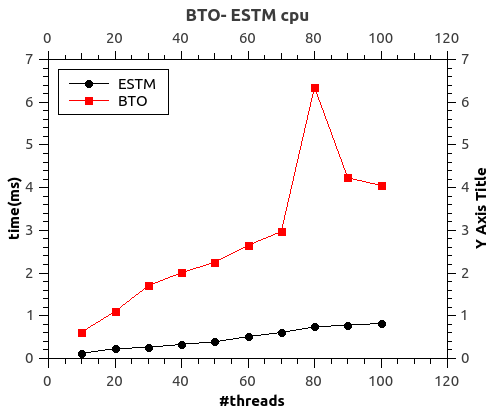 BTO- ESTM cpu
0 20 40 60 80 100 120
7 7
6 6
5 5
4 4
3 3
2 2
1 1
0 0
ESTM
BTO
time(ms)
Y Axis Title
0 20 40 60 80 100 120
#threads